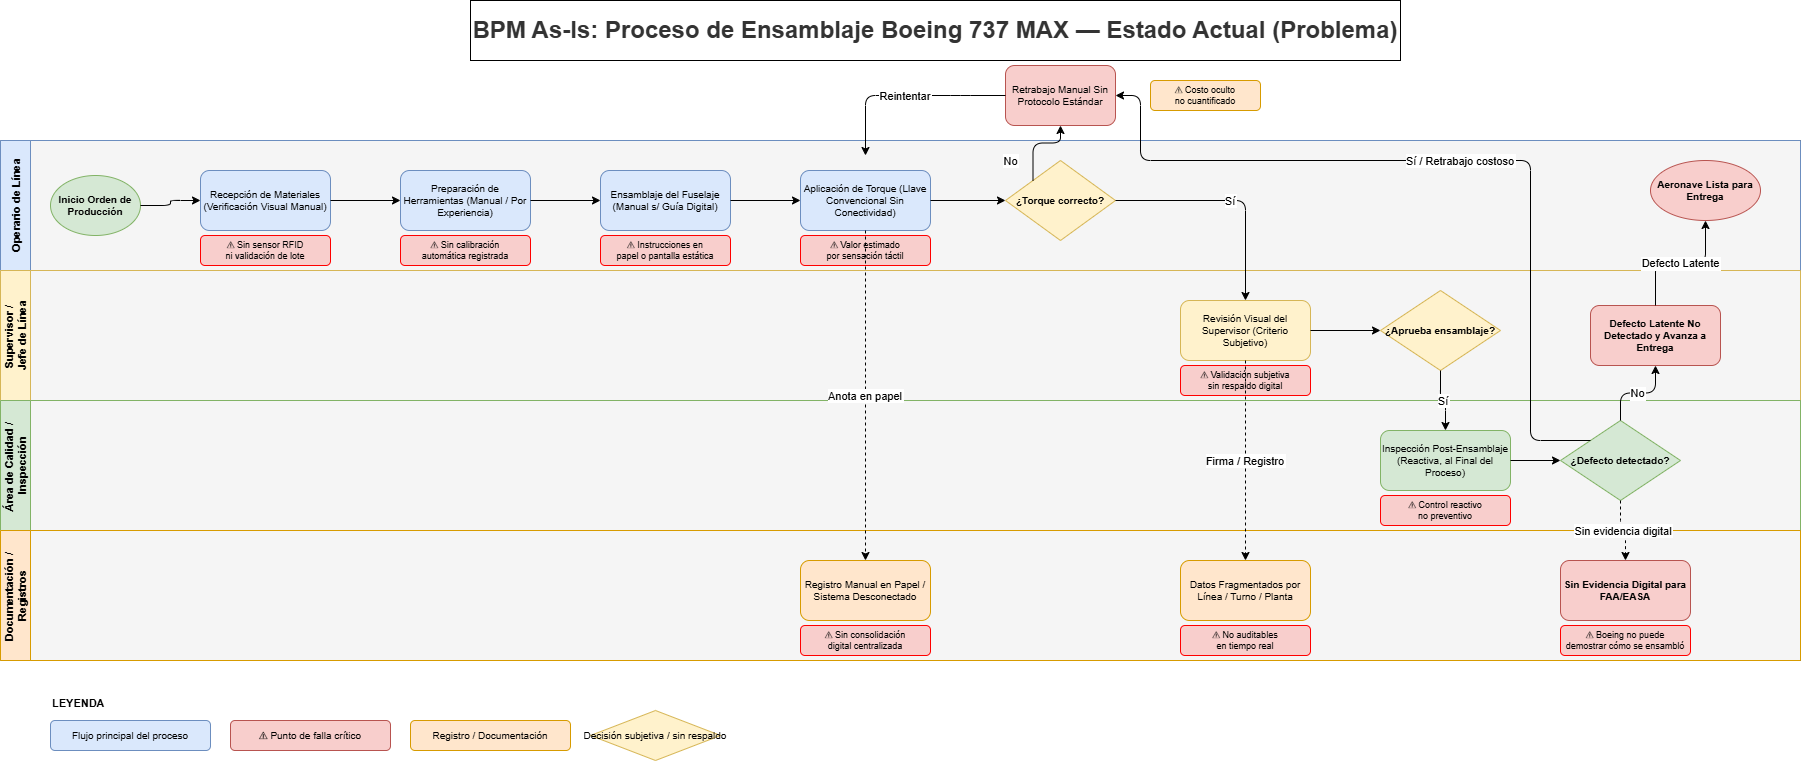 BPM As-Is: Proceso de Ensamblaje Boeing 737 MAX — Estado Actual (Problema)
Retrabajo Manual Sin
Protocolo Estándar
⚠ Costo oculto
no cuantificado
Reintentar
Operario de Línea
Inicio Orden de
Producción
Recepción de Materiales
(Verificación Visual Manual)
⚠ Sin sensor RFID
ni validación de lote
Preparación de
Herramientas (Manual / Por
Experiencia)
⚠ Sin calibración
automática registrada
Ensamblaje del Fuselaje
(Manual s/ Guía Digital)
⚠ Instrucciones en
papel o pantalla estática
Aplicación de Torque (Llave
Convencional Sin
Conectividad)
⚠ Valor estimado
por sensación táctil
¿Torque correcto?
No
Sí
Sí / Retrabajo costoso
Aeronave Lista para
Entrega
Defecto Latente
Supervisor /
Jefe de Línea
Revisión Visual del
Supervisor (Criterio
Subjetivo)
⚠ Validación subjetiva
sin respaldo digital
¿Aprueba ensamblaje?
Sí
Defecto Latente No
Detectado y Avanza a
Entrega
No
Anota en papel
Área de Calidad /
Inspección
Firma / Registro
Inspección Post-Ensamblaje
(Reactiva, al Final del
Proceso)
⚠ Control reactivo
no preventivo
¿Defecto detectado?
Sin evidencia digital
Documentación /
Registros
Registro Manual en Papel /
Sistema Desconectado
⚠ Sin consolidación
digital centralizada
Datos Fragmentados por
Línea / Turno / Planta
⚠ No auditables
en tiempo real
Sin Evidencia Digital para
FAA/EASA
⚠ Boeing no puede
demostrar cómo se ensambló
LEYENDA
Flujo principal del proceso
⚠ Punto de falla crítico
Registro / Documentación
Decisión subjetiva / sin respaldo